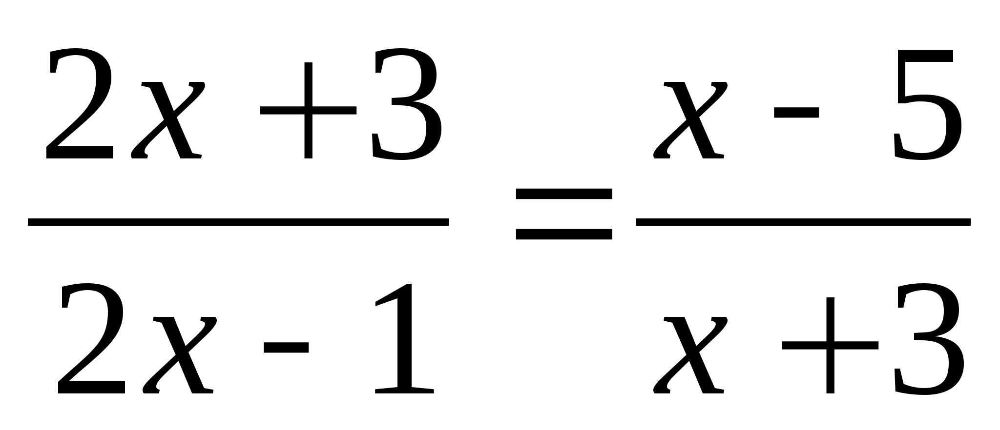 2x + 3 / 2x - 1 = x - 5 / x + 3